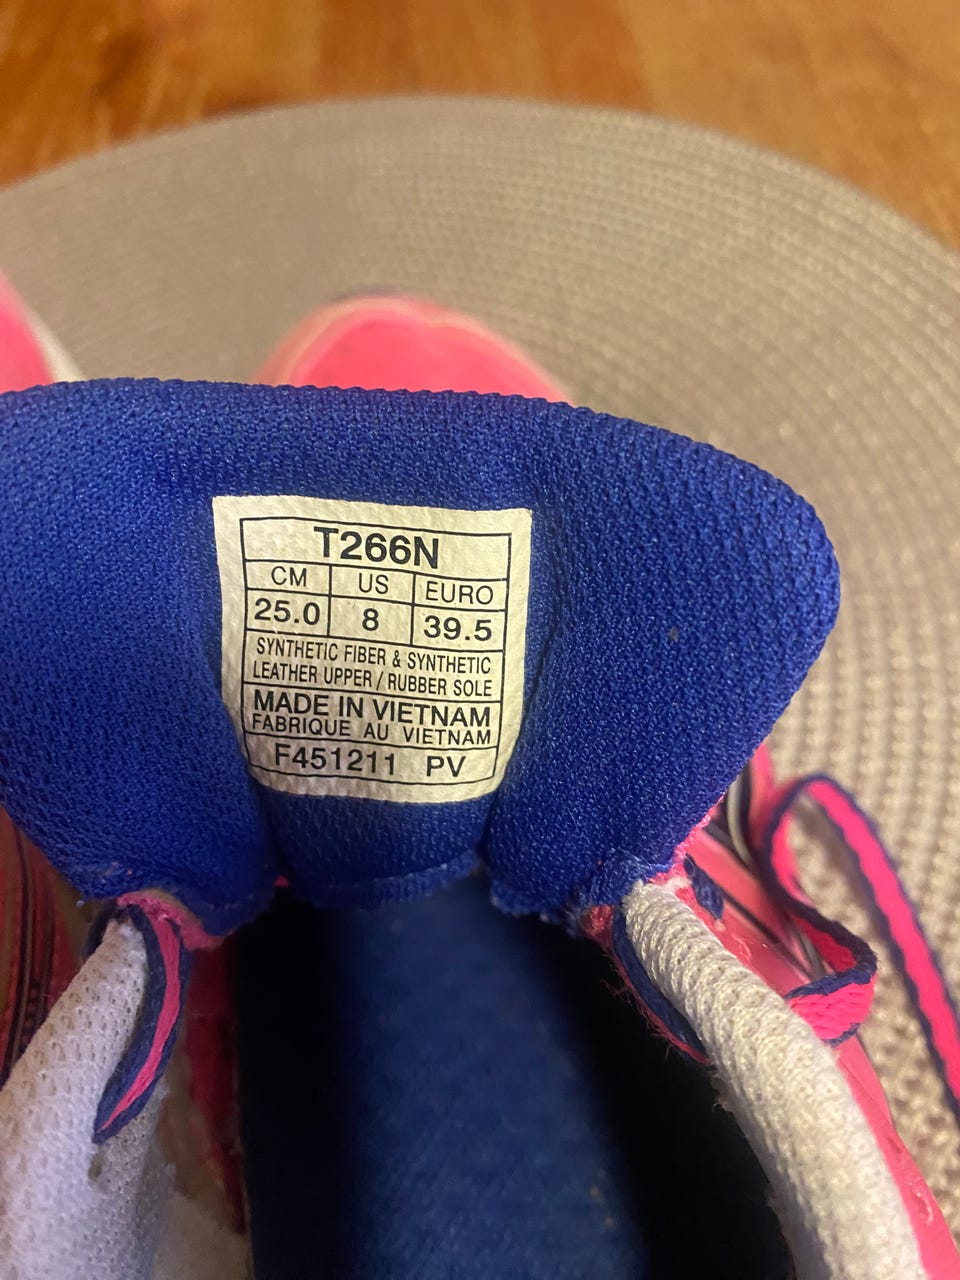 T266N
CM US EURO
25.0 8 39.5
SYNTHETIC FIBER & SYNTHETIC
LEATHER UPPER / RUBBER SOLE
MADE IN VIETNAM
FABRIQUE AU VIETNAM
F451211 PV